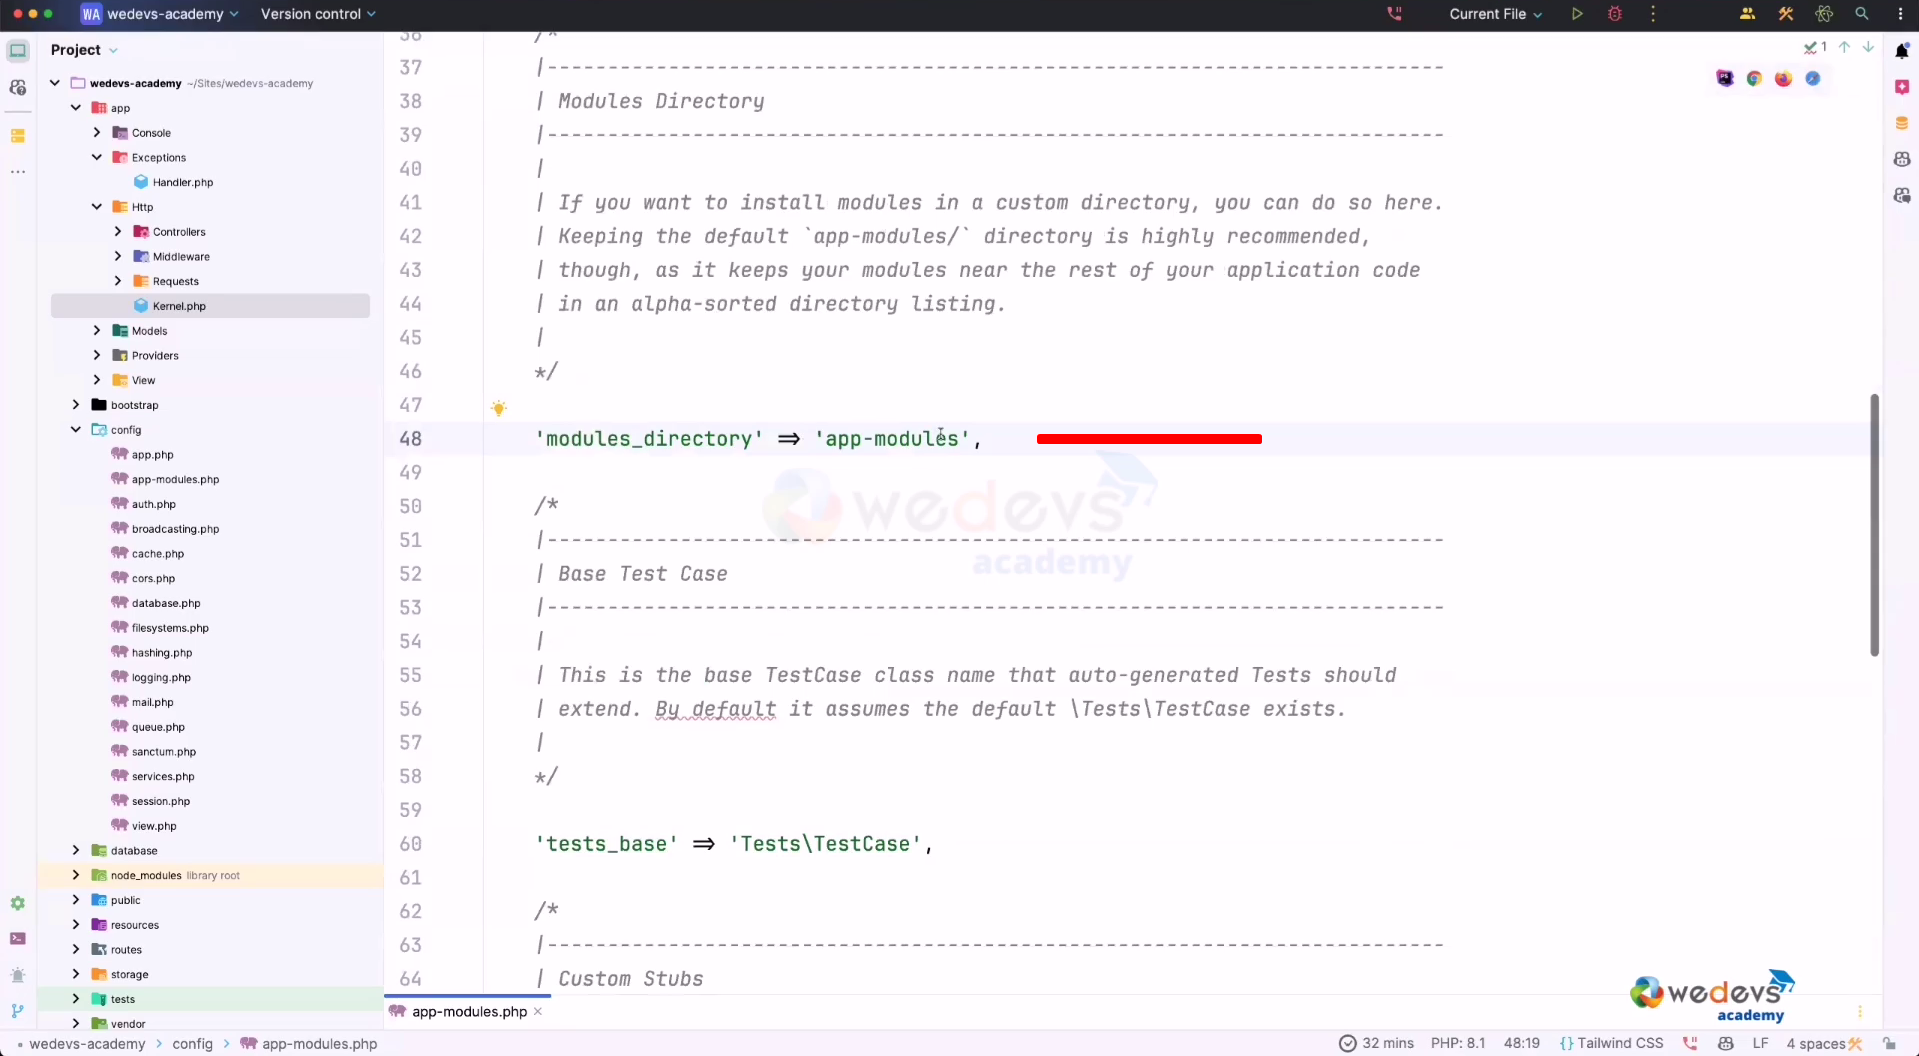 WA wedevs-academy Version control Current File
Project
wedevs-academy ~/Sites/wedevs-academy
app
Console
Exceptions
Handler.php
Http
Controllers
Middleware
Requests
Kernel.php
Models
Providers
View
bootstrap
config
app.php
app-modules.php
auth.php
broadcasting.php
cache.php
cors.php
database.php
filesystems.php
hashing.php
logging.php
mail.php
queue.php
sanctum.php
services.php
session.php
view.php
database
node_modules library root
public
resources
routes
storage
tests
vendor
1
36 /*
37 |--------------------------------------------------------------------------
38 | Modules Directory
39 |--------------------------------------------------------------------------
40 |
41 | If you want to install modules in a custom directory, you can do so here.
42 | Keeping the default `app-modules/` directory is highly recommended,
43 | though, as it keeps your modules near the rest of your application code
44 | in an alpha-sorted directory listing.
45 |
46 */
47
48 'modules_directory' => 'app-modules',
49
50 /*
51 |--------------------------------------------------------------------------
52 | Base Test Case
53 |--------------------------------------------------------------------------
54 |
55 | This is the base TestCase class name that auto-generated Tests should
56 | extend. By default it assumes the default \Tests\TestCase exists.
57 |
58 */
59
60 'tests_base' => 'Tests\TestCase',
61
62 /*
63 |--------------------------------------------------------------------------
64 | Custom Stubs
wedevs
academy
wedevs
academy
app-modules.php
wedevs-academy config app-modules.php 32 mins PHP: 8.1 48:19 {} Tailwind CSS LF 4 spaces